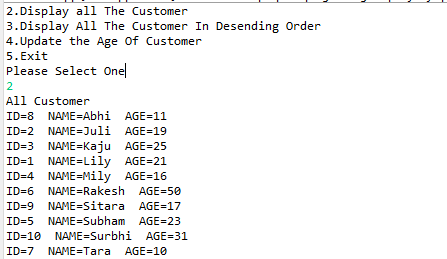 2.Display all The Customer
3.Display All The Customer In Desending Order
4.Update the Age Of Customer
5.Exit
Please Select One
2
All Customer
ID=8  NAME=Abhi  AGE=11
ID=2  NAME=Juli  AGE=19
ID=3  NAME=Kaju  AGE=25
ID=1  NAME=Lily  AGE=21
ID=4  NAME=Mily  AGE=16
ID=6  NAME=Rakesh  AGE=50
ID=9  NAME=Sitara  AGE=17
ID=5  NAME=Subham  AGE=23
ID=10  NAME=Surbhi  AGE=31
ID=7  NAME=Tara  AGE=10